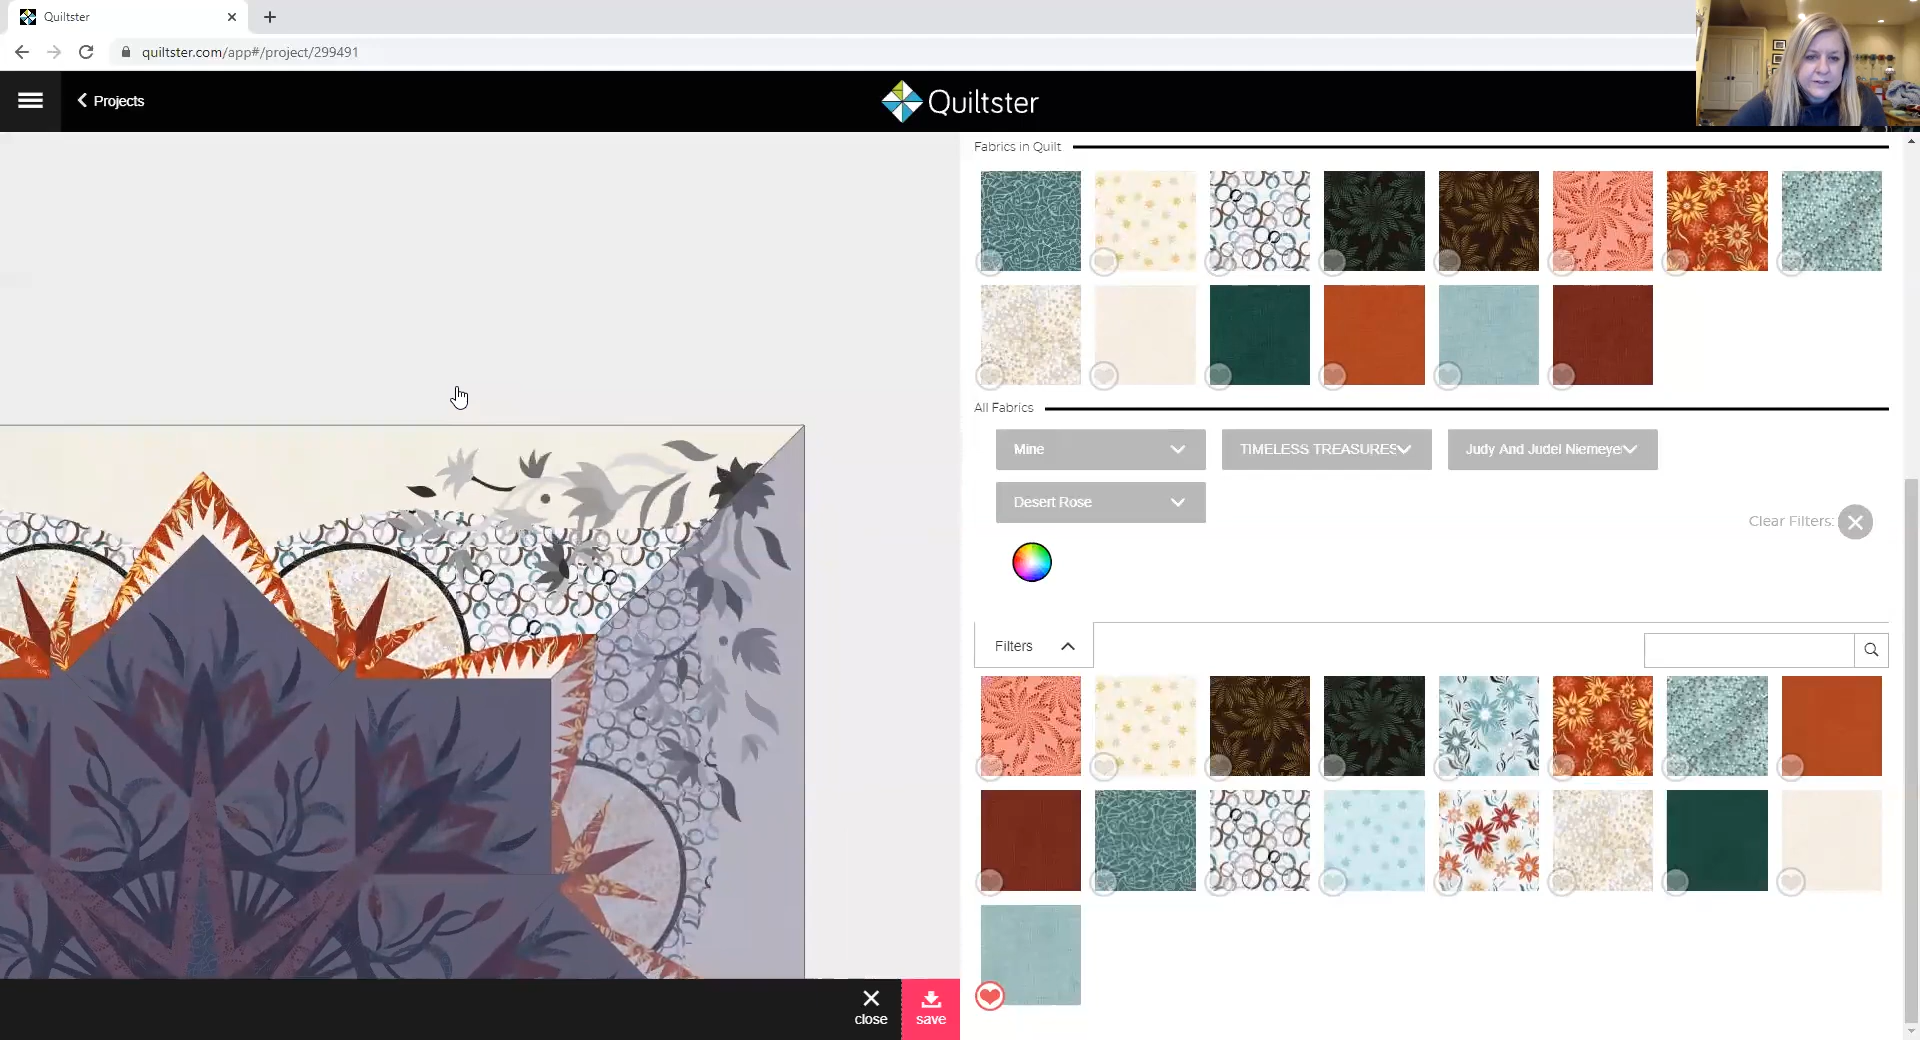 Quiltster
quiltster.com/app#/project/299491
Projects
Quiltster
Fabrics in Quilt
All Fabrics
Mine
TIMELESS TREASURES
Judy And Judel Niemeye
Desert Rose
Clear Filters:
Filters
close
save